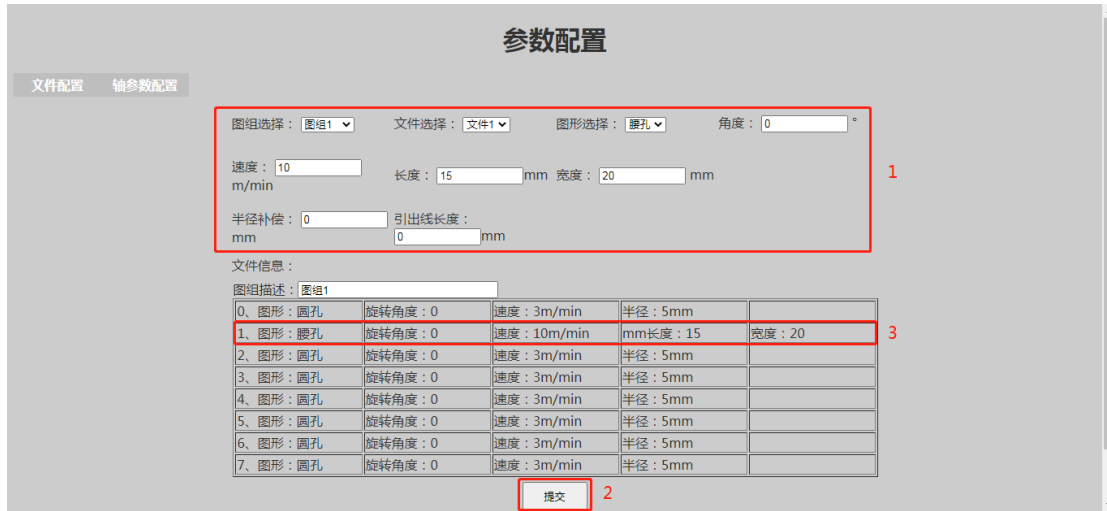 参数配置
文件配置 轴参数配置
图组选择： 图组1 文件选择： 文件1 图形选择： 腰孔 角度： 0 °
速度： 10
m/min
长度： 15 mm 宽度： 20 mm
1
半径补偿： 0
mm
引出线长度：
0 mm
文件信息：
图组描述：图组1
0、图形：圆孔 旋转角度：0 速度：3m/min 半径：5mm
1、图形：腰孔 旋转角度：0 速度：10m/min mm长度：15 宽度：20 3
2、图形：圆孔 旋转角度：0 速度：3m/min 半径：5mm
3、图形：圆孔 旋转角度：0 速度：3m/min 半径：5mm
4、图形：圆孔 旋转角度：0 速度：3m/min 半径：5mm
5、图形：圆孔 旋转角度：0 速度：3m/min 半径：5mm
6、图形：圆孔 旋转角度：0 速度：3m/min 半径：5mm
7、图形：圆孔 旋转角度：0 速度：3m/min 半径：5mm
提交 2